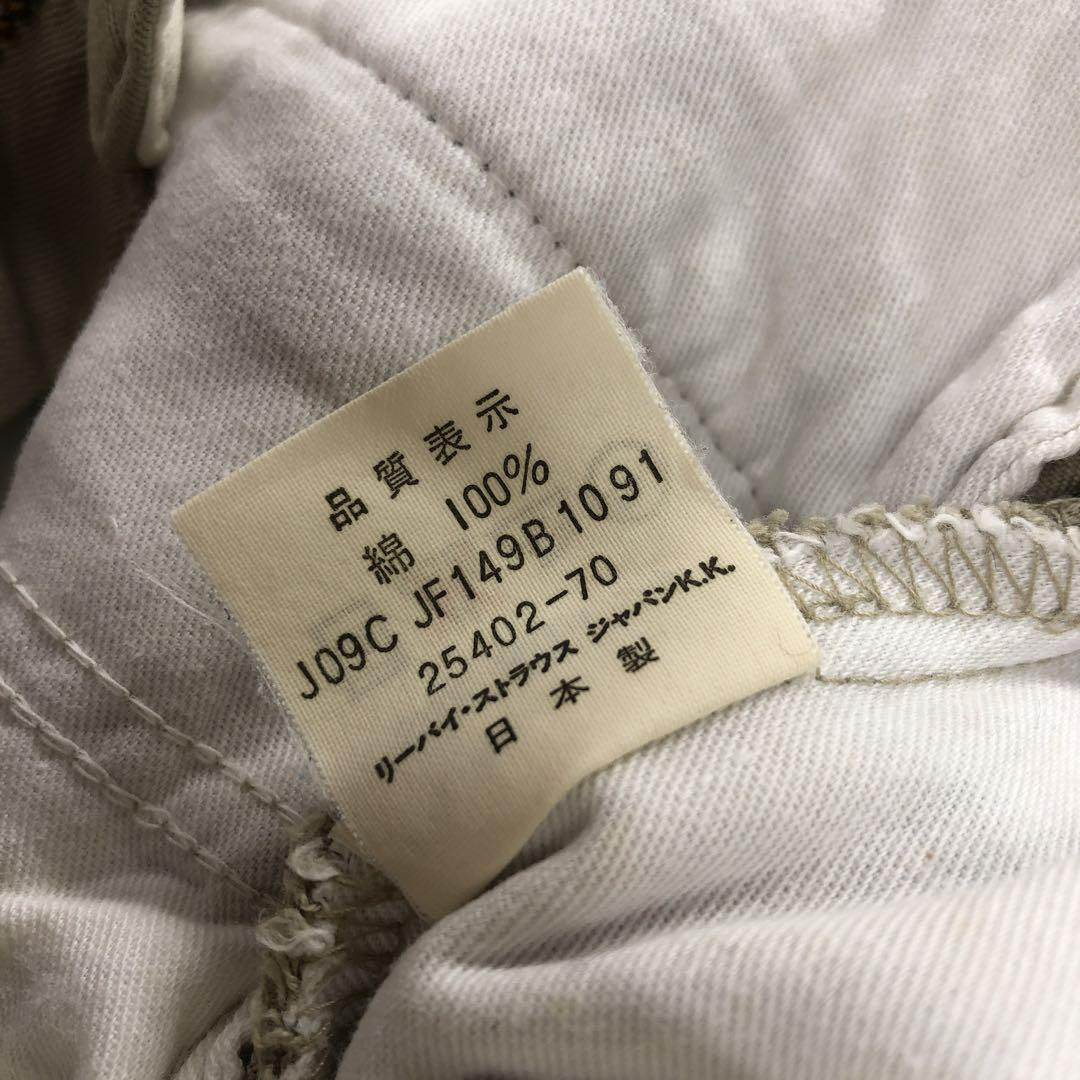 品質表示
綿 100%
J09C JF149B1091
25402-70
リーバイ・ストラウス ジャパンK.K.
日本製